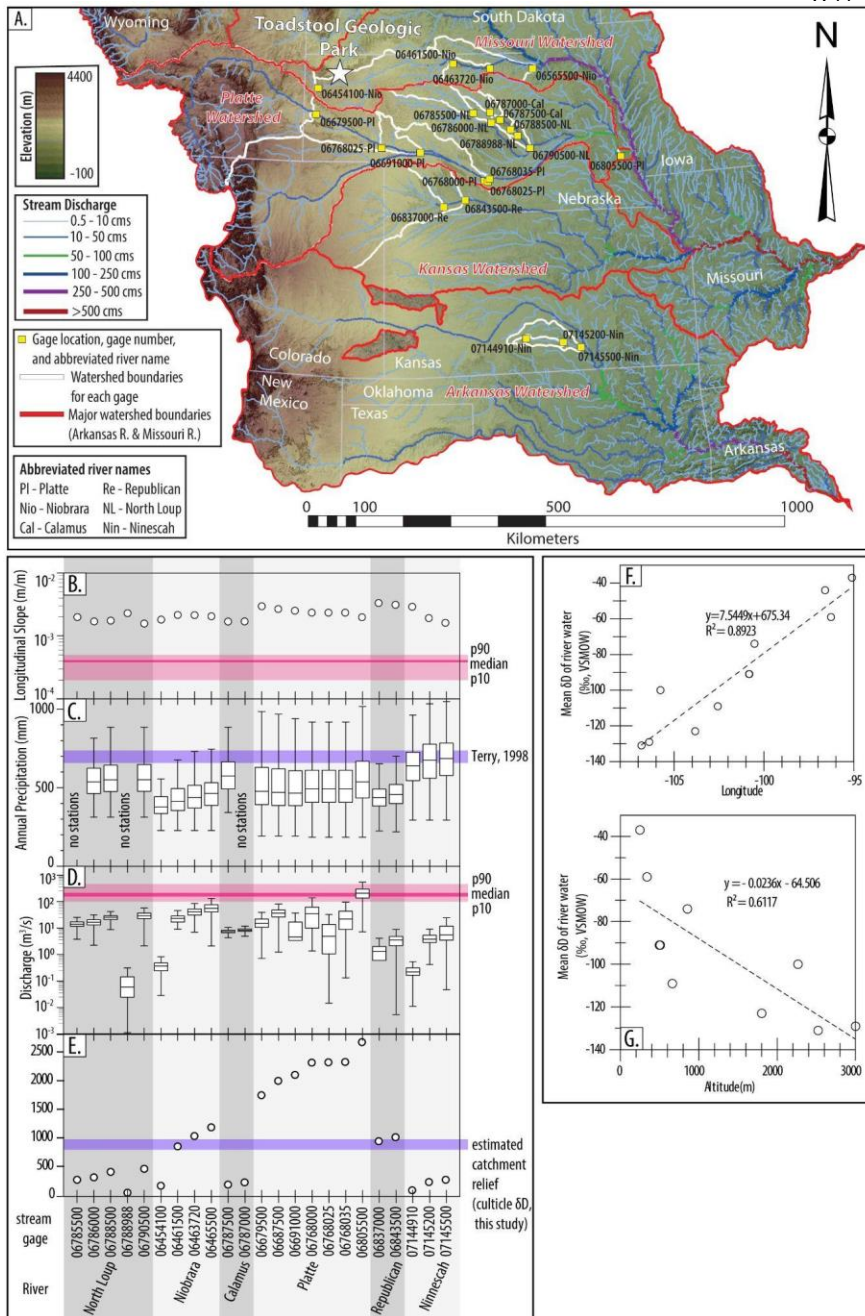 A.
Wyoming
Toadstool Geologic
Park
South Dakota
Missouri Watershed
N
4400
Elevation (m)
-100
Platte
Watershed
06461500-Nio
06463720-Nio
06565500-Nio
06454100-Nio
06679500-Pl
06785500-NL
06787000-Cal
06787500-Cal
06786000-NL
06788500-NL
06788988-NL
06768025-Pl
06691000-Pl
06790500-NL
06805500-Pl
Iowa
06768035-Pl
06768000-Pl
06768025-Pl
Nebraska
06837000-Re
06843500-Re
Stream Discharge
0.5 - 10 cms
10 - 50 cms
50 - 100 cms
100 - 250 cms
250 - 500 cms
>500 cms
Kansas Watershed
Missouri
Gage location, gage number,
and abbreviated river name
Watershed boundaries
for each gage
Major watershed boundaries
(Arkansas R. & Missouri R.)
07145200-Nin
07144910-Nin
07145500-Nin
Colorado
Kansas
New
Mexico
Oklahoma
Texas
Arkansas Watershed
Arkansas
Abbreviated river names
Pl - Platte Re - Republican
Nio - Niobrara NL - North Loup
Cal - Calamus Nin - Ninescah
0 100 500 1000
Kilometers
B.
Longitudinal Slope (m/m)
10-2
10-3
10-4
p90
median
p10
C.
Annual Precipitation (mm)
1000
500
0
Terry, 1998
no stations
no stations
no stations
D.
Discharge (m3/s)
103
102
101
100
10-1
10-2
10-3
p90
median
p10
E.
2500
2000
1500
1000
500
0
estimated
catchment
relief
(culticle δD,
this study)
stream
gage
06785500
06786000
06788500
06788988
06790500
06454100
06461500
06463720
06465500
06787500
06787000
06679500
06687500
06691000
06768000
06768025
06768035
06805500
06837000
06843500
07144910
07145200
07145500
River
North Loup
Niobrara
Calamus
Platte
Republican
Ninnescah
F.
Mean δD of river water
(‰, VSMOW)
-40
-60
-80
-100
-120
-140
y=7.5449x+675.34
R2 = 0.8923
-105 -100 -95
Longitude
Mean δD of river water
(‰, VSMOW)
-40
-60
-80
-100
-120
-140
y = - 0.0236x - 64.506
R2 = 0.6117
G.
0 1000 2000 3000
Altitude(m)